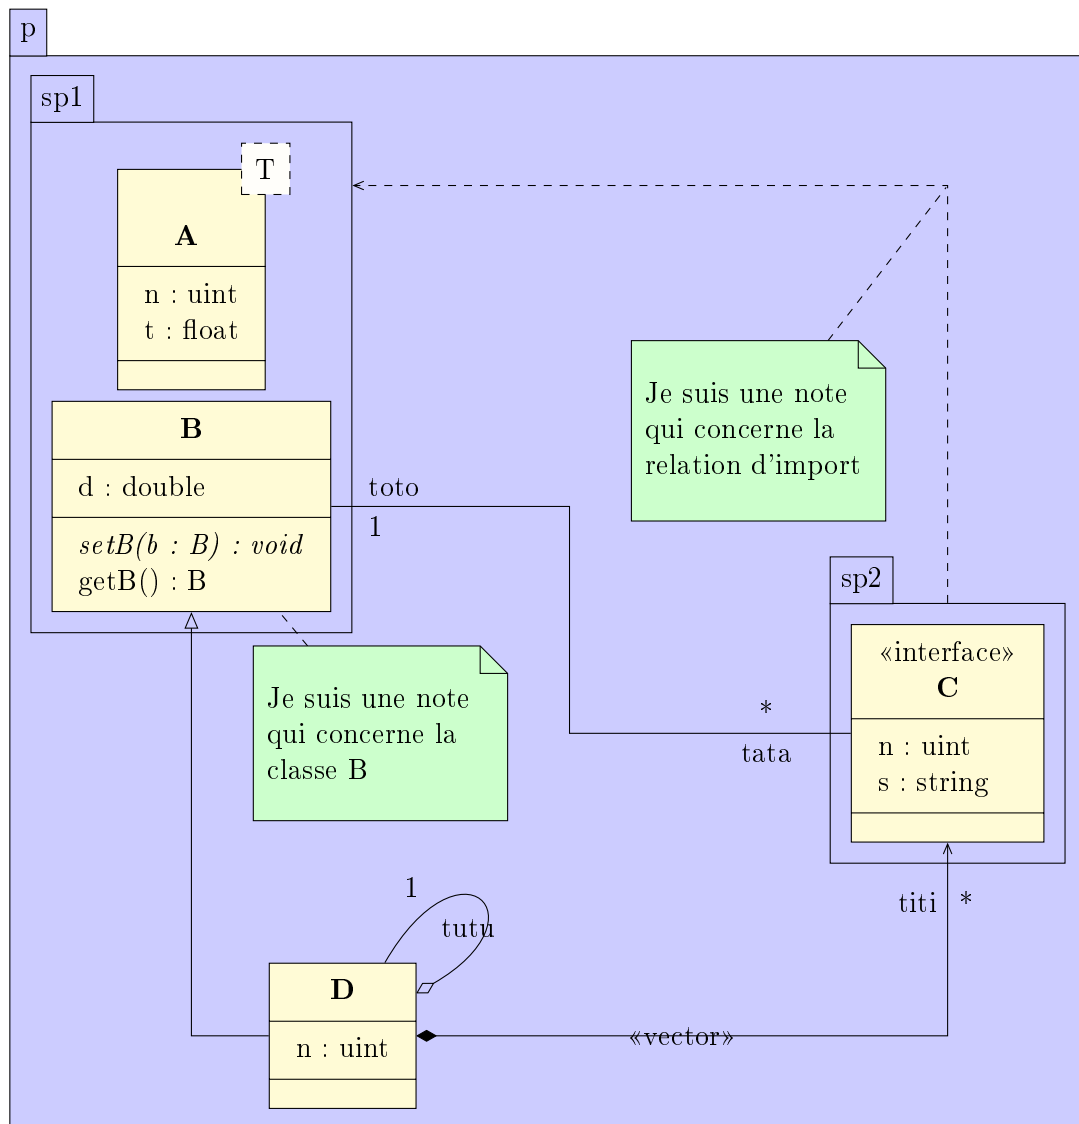 p
sp1
T
A
n : uint
t : float
B
d : double
setB(b : B) : void
getB() : B
toto
1
Je suis une note
qui concerne la
relation d'import
sp2
«interface»
C
n : uint
s : string
*
tata
Je suis une note
qui concerne la
classe B
titi *
1
tutu
D
n : uint
«vector»